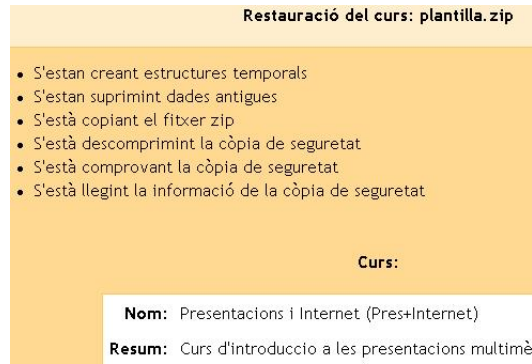 Restauració del curs: plantilla.zip
• S'estan creant estructures temporals
• S'estan suprimint dades antigues
• S'està copiant el fitxer zip
• S'està descomprimint la còpia de seguretat
• S'està comprovant la còpia de seguretat
• S'està llegint la informació de la còpia de seguretat
Curs:
Nom: Presentacions i Internet (Pres+Internet)
Resum: Curs d'introduccio a les presentacions multimè